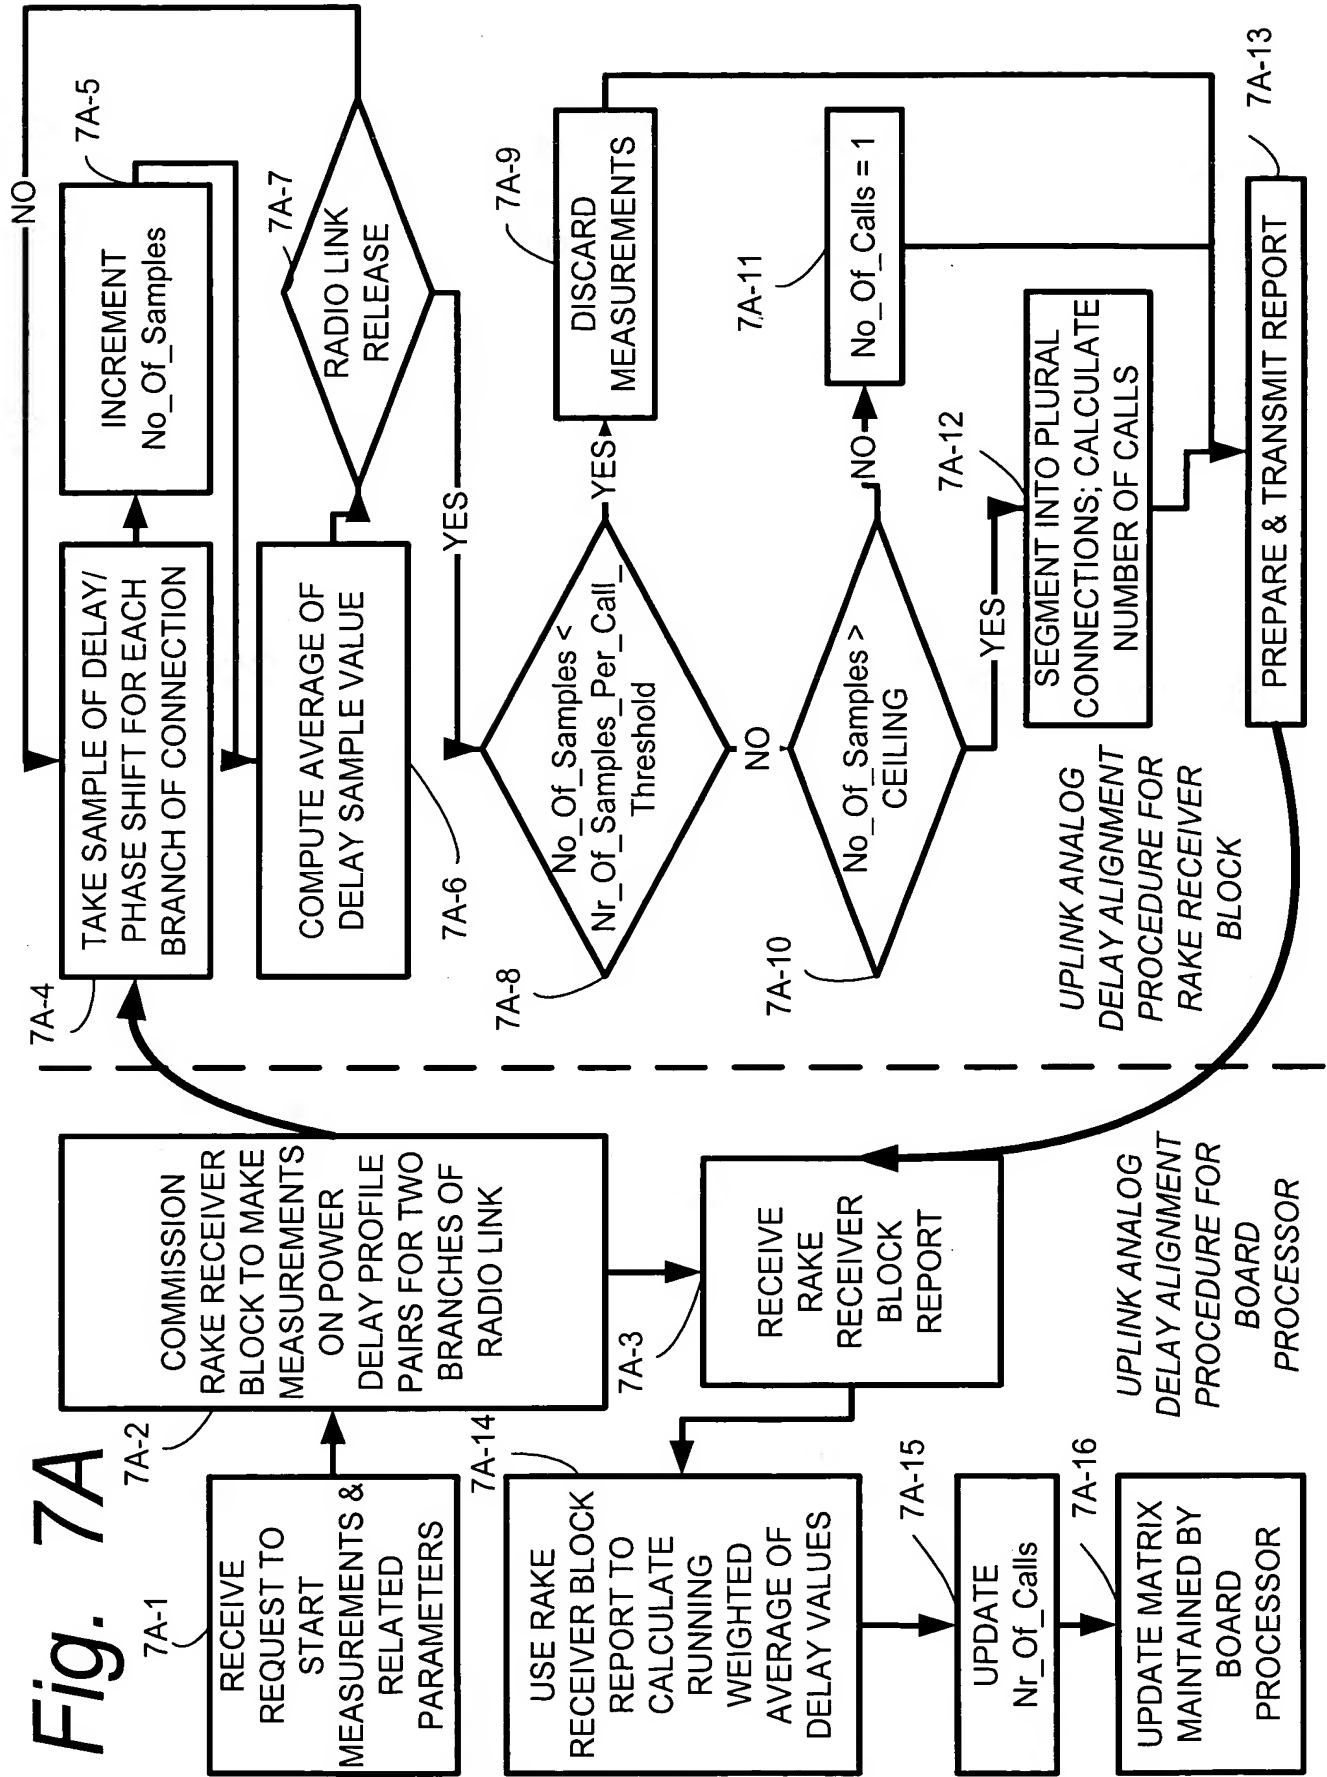 Fig. 7A
7A-1
RECEIVE
REQUEST TO
START
MEASUREMENTS &
RELATED
PARAMETERS
7A-2
COMMISSION
RAKE RECEIVER
BLOCK TO MAKE
MEASUREMENTS
ON POWER
DELAY PROFILE
PAIRS FOR TWO
BRANCHES OF
RADIO LINK
7A-3
RECEIVE
RAKE
RECEIVER
BLOCK
REPORT
7A-14
USE RAKE
RECEIVER BLOCK
REPORT TO
CALCULATE
RUNNING
WEIGHTED
AVERAGE OF
DELAY VALUES
7A-15
UPDATE
Nr_Of_Calls
7A-16
UPDATE MATRIX
MAINTAINED BY
BOARD
PROCESSOR
UPLINK ANALOG
DELAY ALIGNMENT
PROCEDURE FOR
BOARD
PROCESSOR
7A-4
TAKE SAMPLE OF DELAY/
PHASE SHIFT FOR EACH
BRANCH OF CONNECTION
7A-5
INCREMENT
No_Of_Samples
NO
7A-6
COMPUTE AVERAGE OF
DELAY SAMPLE VALUE
7A-7
RADIO LINK
RELEASE
YES
7A-8
No_Of_Samples <
Nr_Of_Samples_Per_Call_
Threshold
YES
7A-9
DISCARD
MEASUREMENTS
NO
7A-10
No_Of_Samples >
CEILING
NO
7A-11
No_Of_Calls = 1
YES
7A-12
SEGMENT INTO PLURAL
CONNECTIONS; CALCULATE
NUMBER OF CALLS
7A-13
PREPARE & TRANSMIT REPORT
UPLINK ANALOG
DELAY ALIGNMENT
PROCEDURE FOR
RAKE RECEIVER
BLOCK